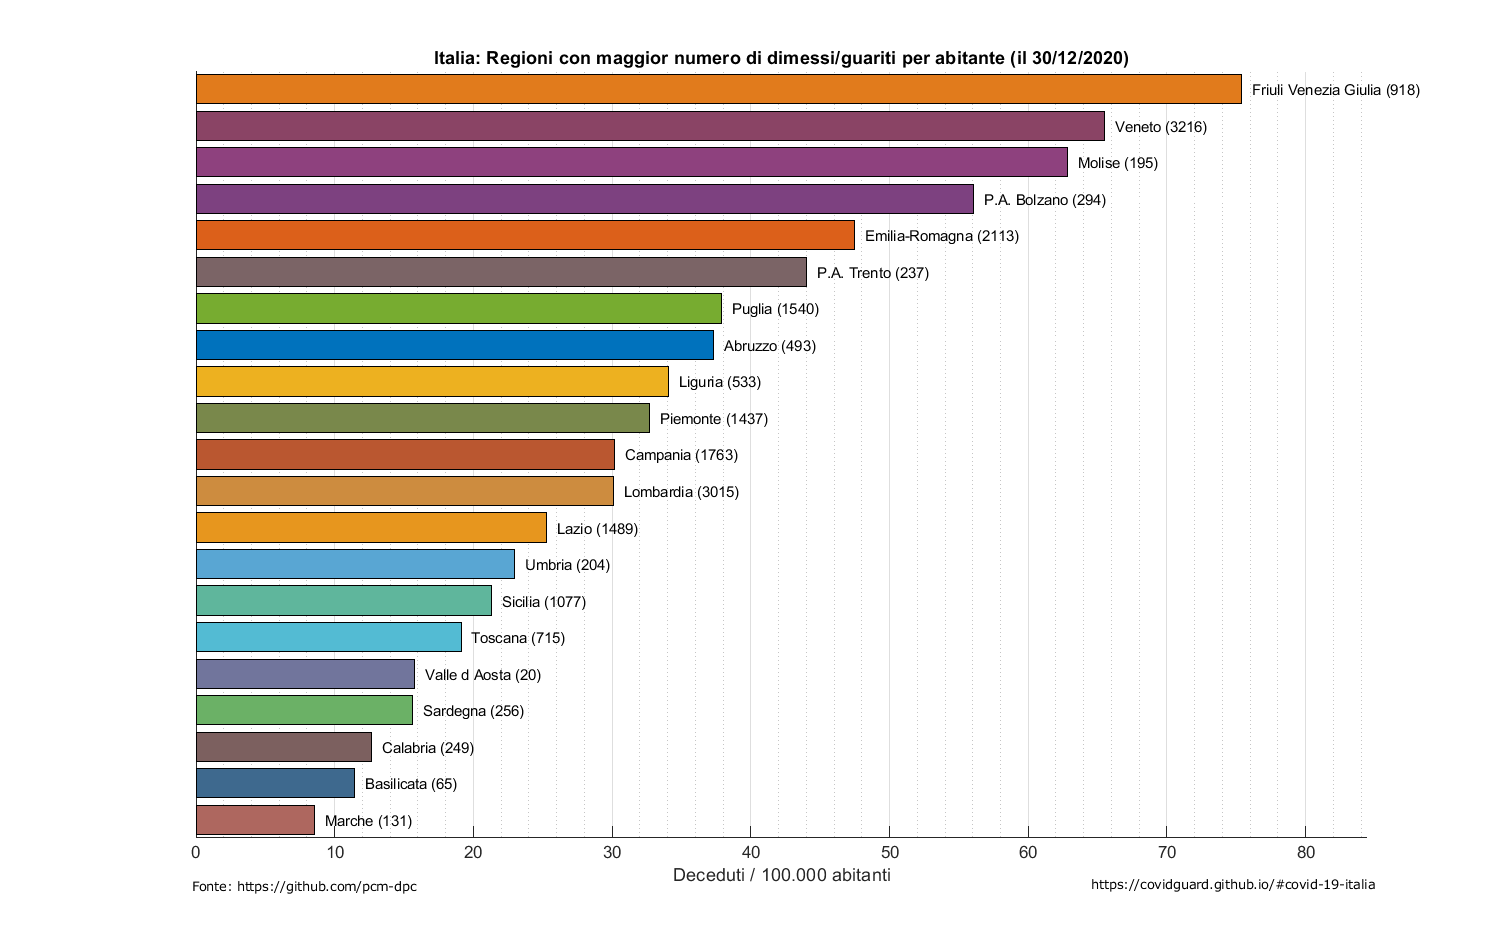 Italia: Regioni con maggior numero di dimessi/guariti per abitante (il 30/12/2020)
Friuli Venezia Giulia (918)
Veneto (3216)
Molise (195)
P.A. Bolzano (294)
Emilia-Romagna (2113)
P.A. Trento (237)
Puglia (1540)
Abruzzo (493)
Liguria (533)
Piemonte (1437)
Campania (1763)
Lombardia (3015)
Lazio (1489)
Umbria (204)
Sicilia (1077)
Toscana (715)
Valle d Aosta (20)
Sardegna (256)
Calabria (249)
Basilicata (65)
Marche (131)
0 10 20 30 40 50 60 70 80
Deceduti / 100.000 abitanti
Fonte: https://github.com/pcm-dpc
https://covidguard.github.io/#covid-19-italia